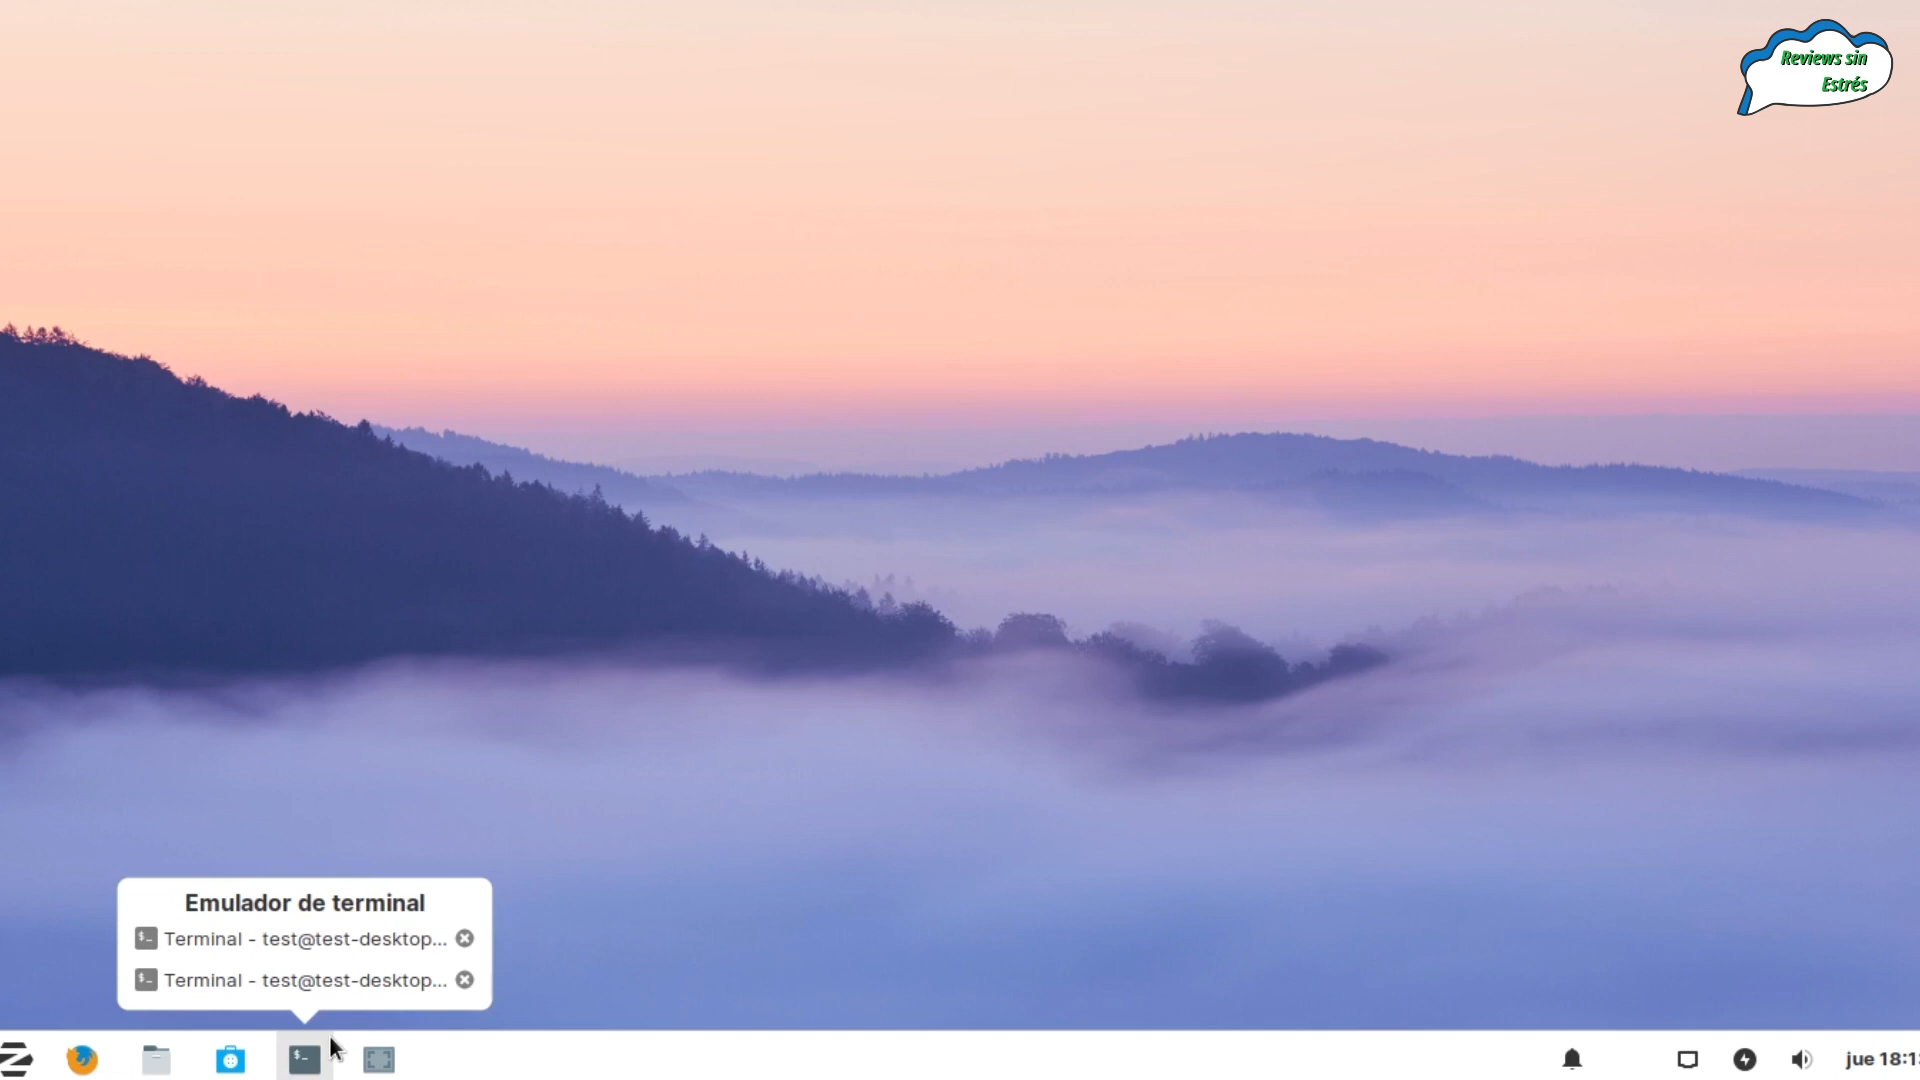 Reviews sin
Estrés
Emulador de terminal
Terminal - test@test-desktop...
Terminal - test@test-desktop...
jue 18:1